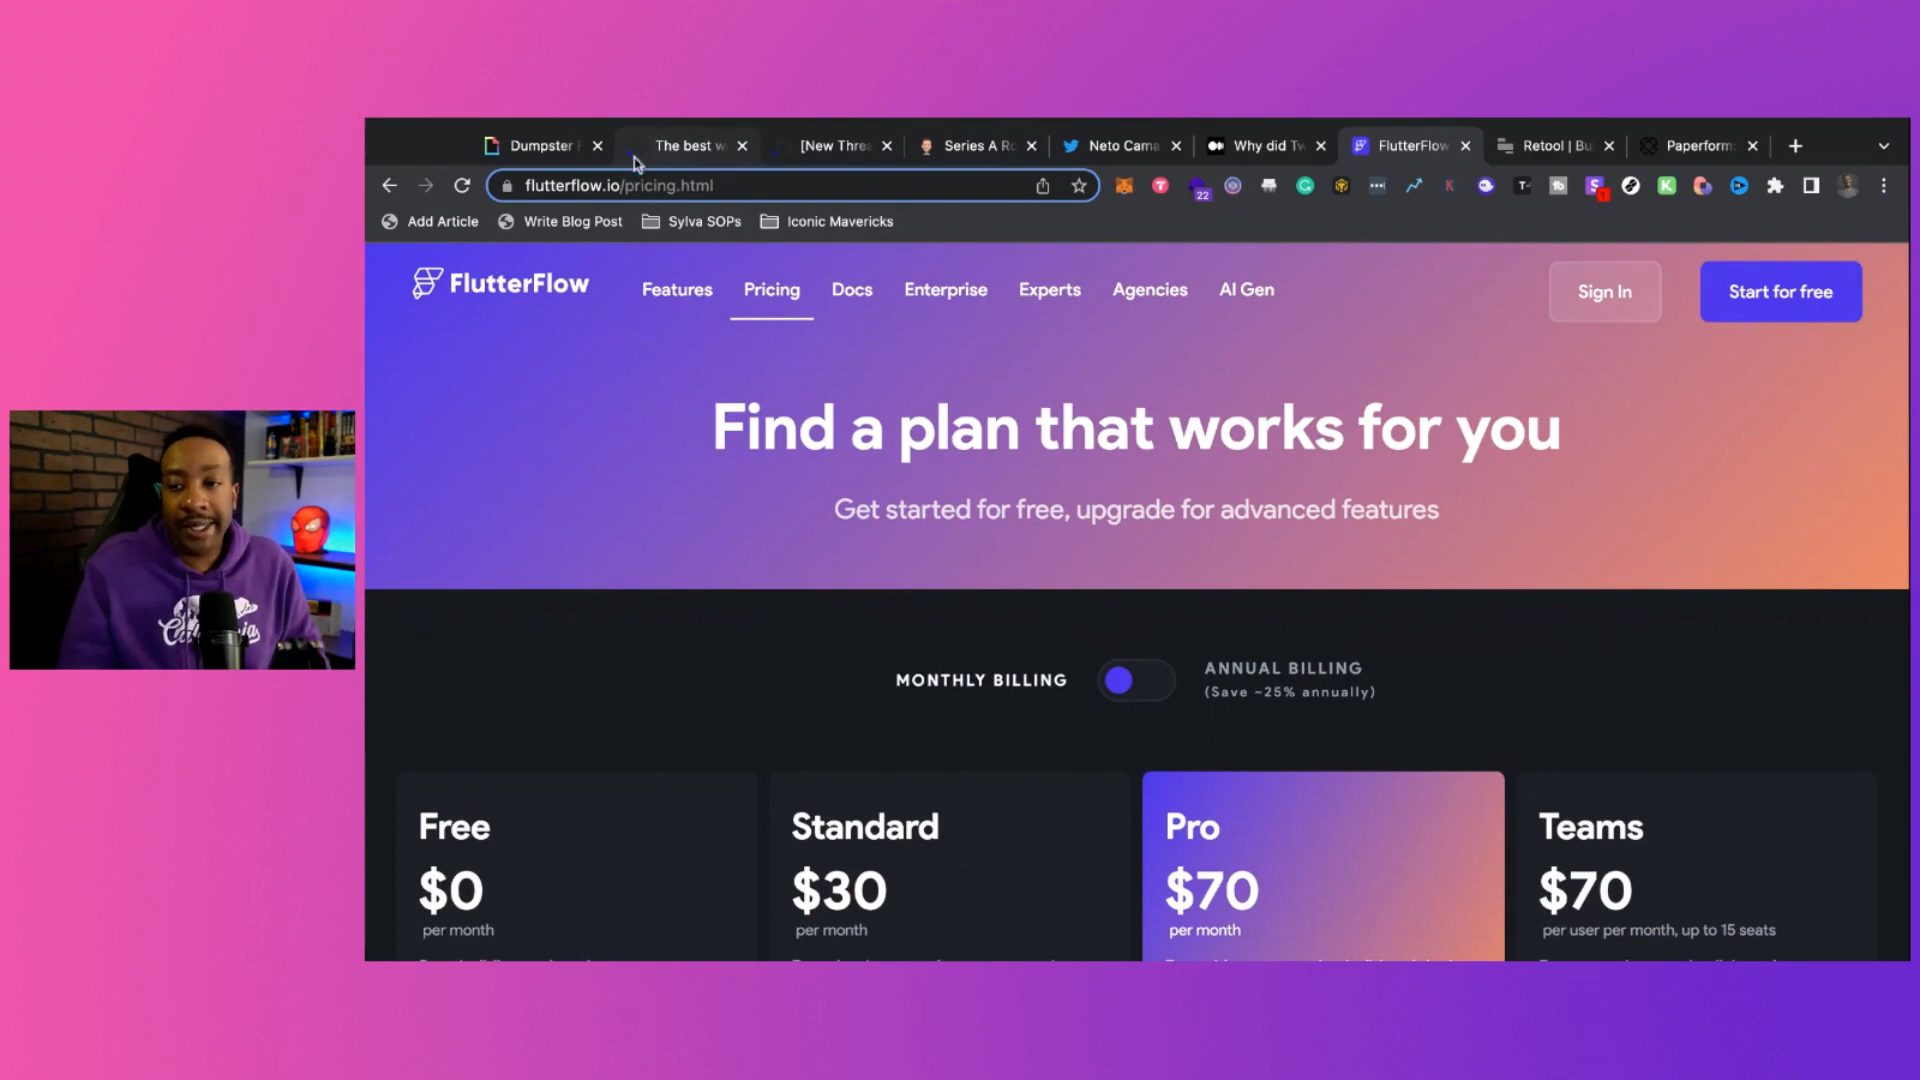 Dumpster F
The best w
[New Threa
Series A Ro
Neto Cama
Why did Tw
FlutterFlow
Retool | Bu
Paperform:
flutterflow.io/pricing.html
22
Add Article
Write Blog Post
Sylva SOPs
Iconic Mavericks
FlutterFlow
Features
Pricing
Docs
Enterprise
Experts
Agencies
AI Gen
Sign In
Start for free
Find a plan that works for you
Get started for free, upgrade for advanced features
MONTHLY BILLING
ANNUAL BILLING
(Save ~25% annually)
Free
$0
per month
Standard
$30
per month
Pro
$70
per month
Teams
$70
per user per month, up to 15 seats